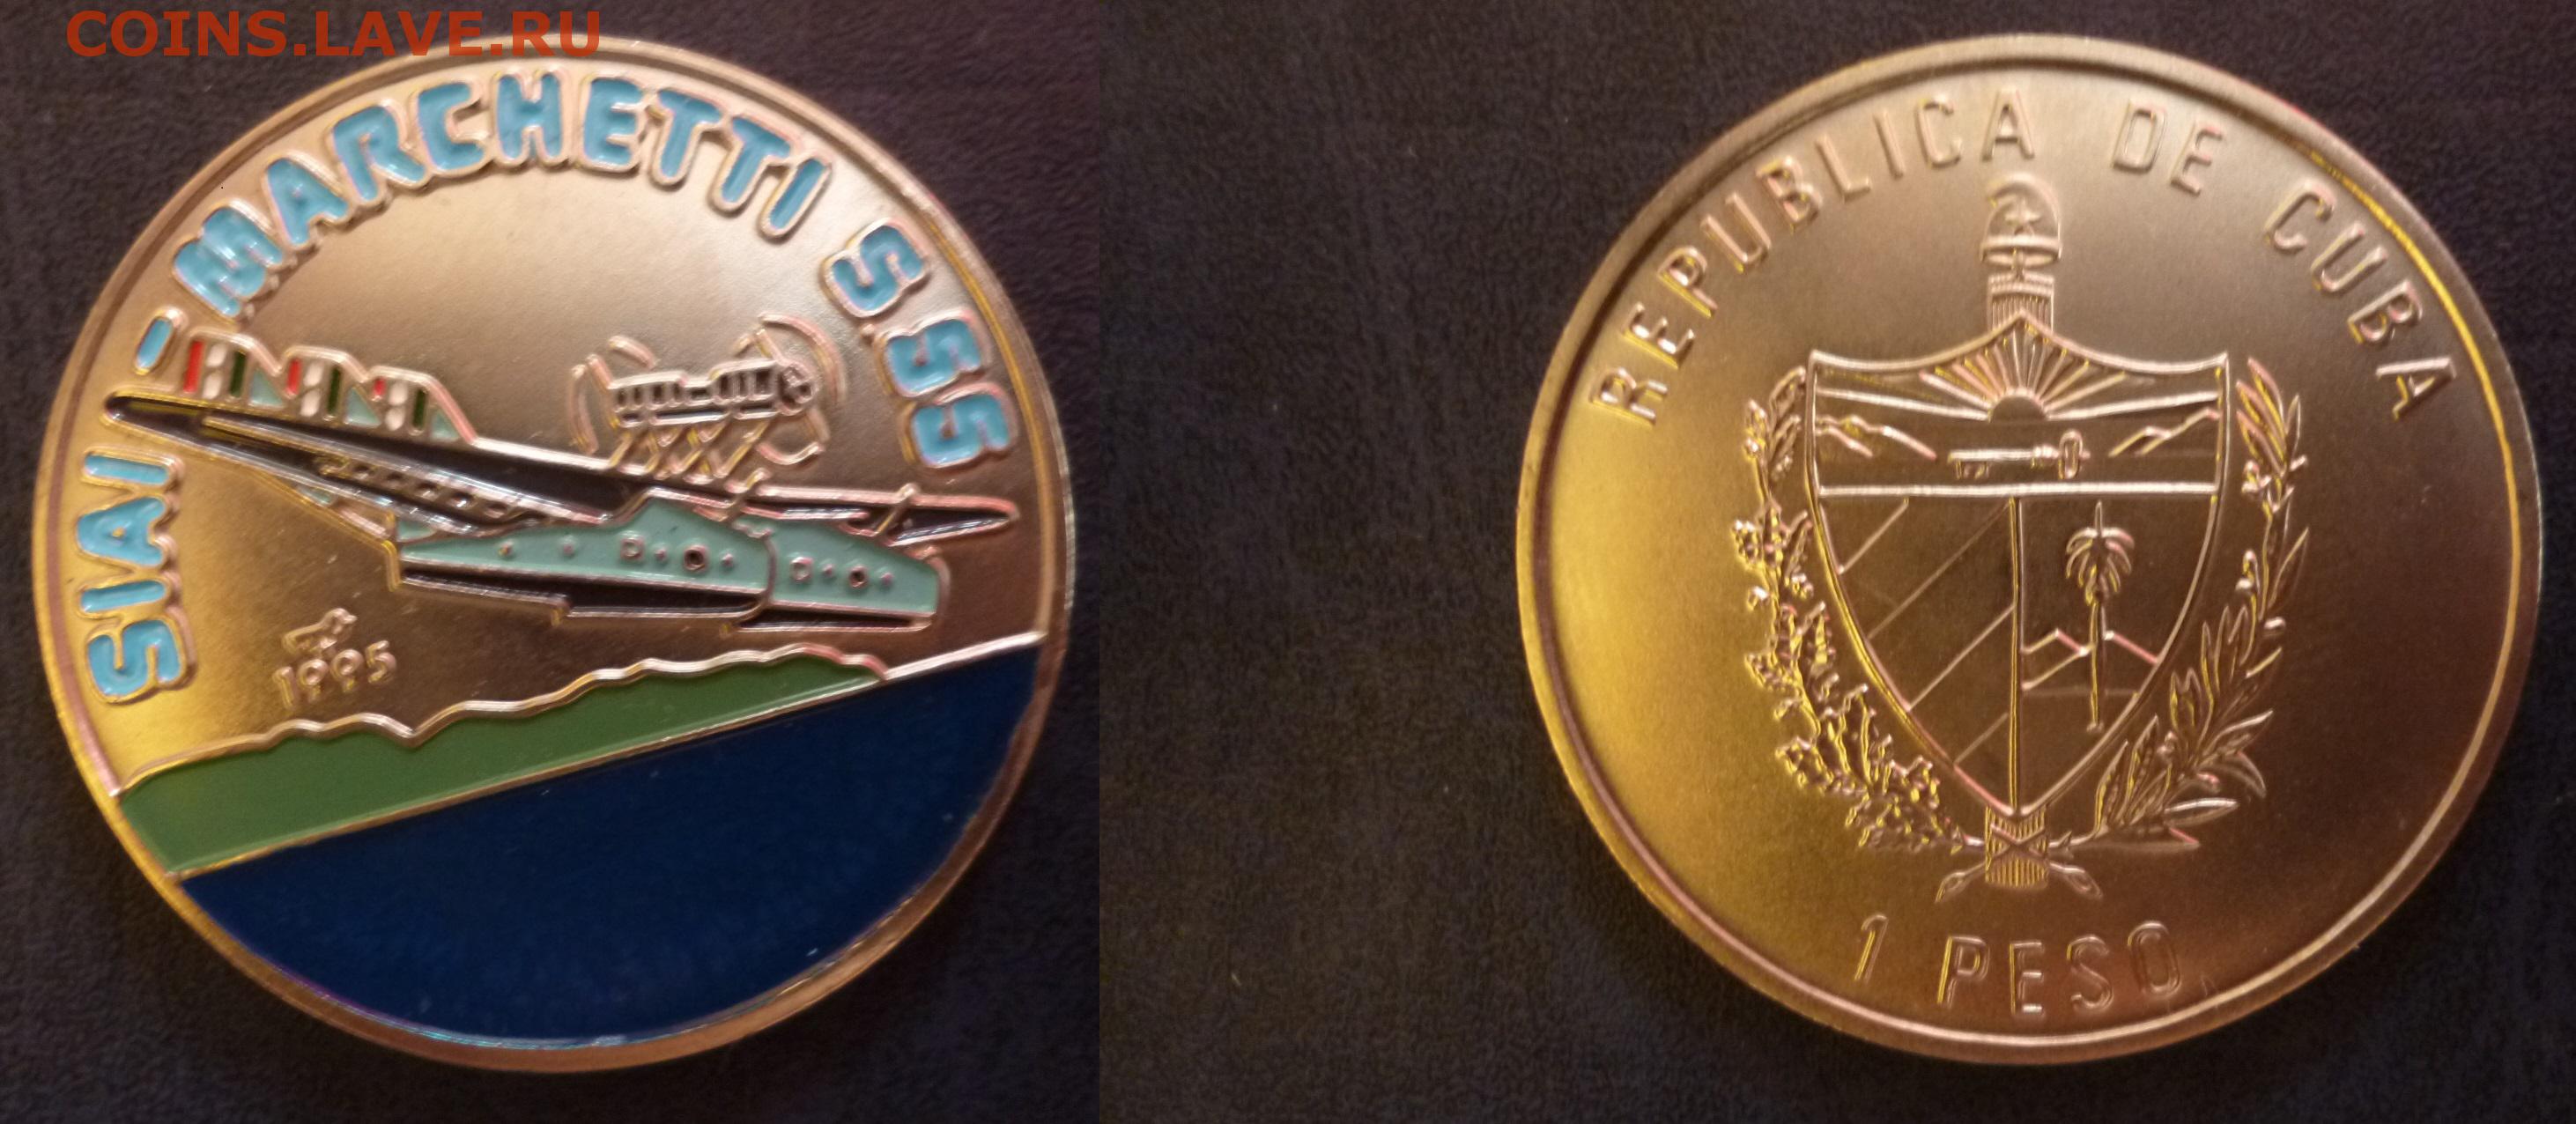 COINS.LAVE.RU
SIAI - MARCHETTI S.55
1995
REPUBLICA DE CUBA
1 PESO